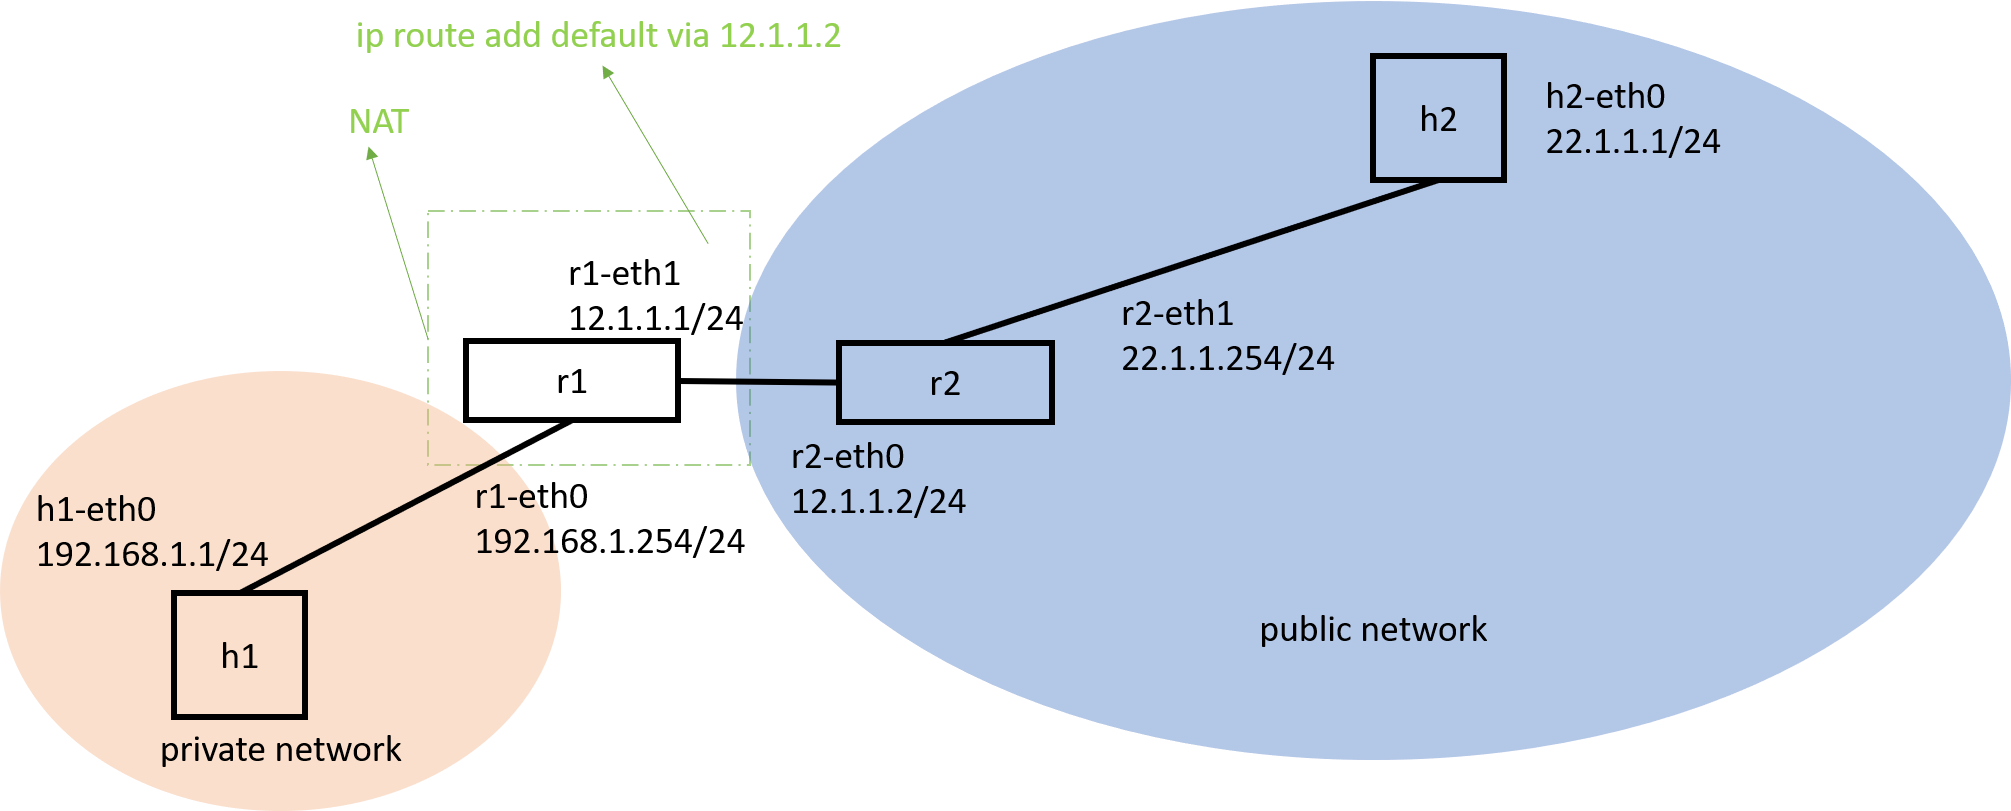 ip route add default via 12.1.1.2
NAT
h2-eth0
22.1.1.1/24
h2
r1-eth1
12.1.1.1/24
r2-eth1
22.1.1.254/24
r1
r2
r2-eth0
12.1.1.2/24
r1-eth0
192.168.1.254/24
h1-eth0
192.168.1.1/24
h1
public network
private network